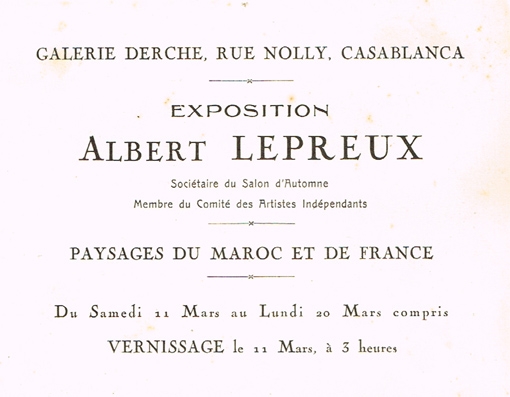 GALERIE DERCHE, RUE NOLLY, CASABLANCA
EXPOSITION
ALBERT LEPREUX
Sociétaire du Salon d'Automne
Membre du Comité des Artistes Indépendants
PAYSAGES DU MAROC ET DE FRANCE
Du Samedi 11 Mars au Lundi 20 Mars compris
VERNISSAGE le 11 Mars, à 3 heures